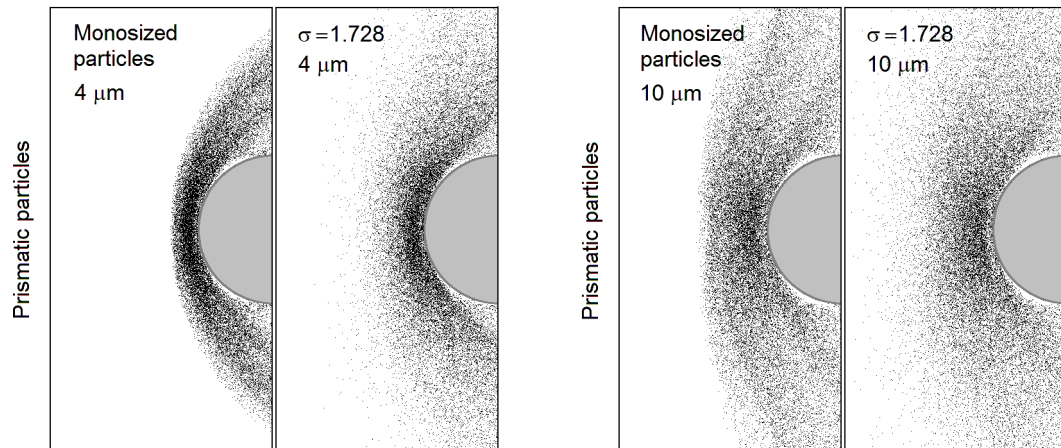 Prismatic particles
Monosized
particles
4 μm
σ=1.728
4 μm
Prismatic particles
Monosized
particles
10 μm
σ=1.728
10 μm